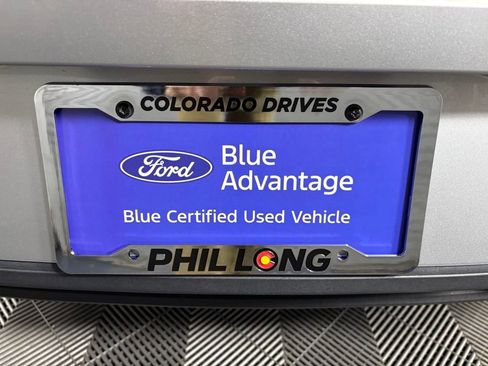 COLORADO DRIVES
Ford
Blue
Advantage
Blue Certified Used Vehicle
PHIL LONG